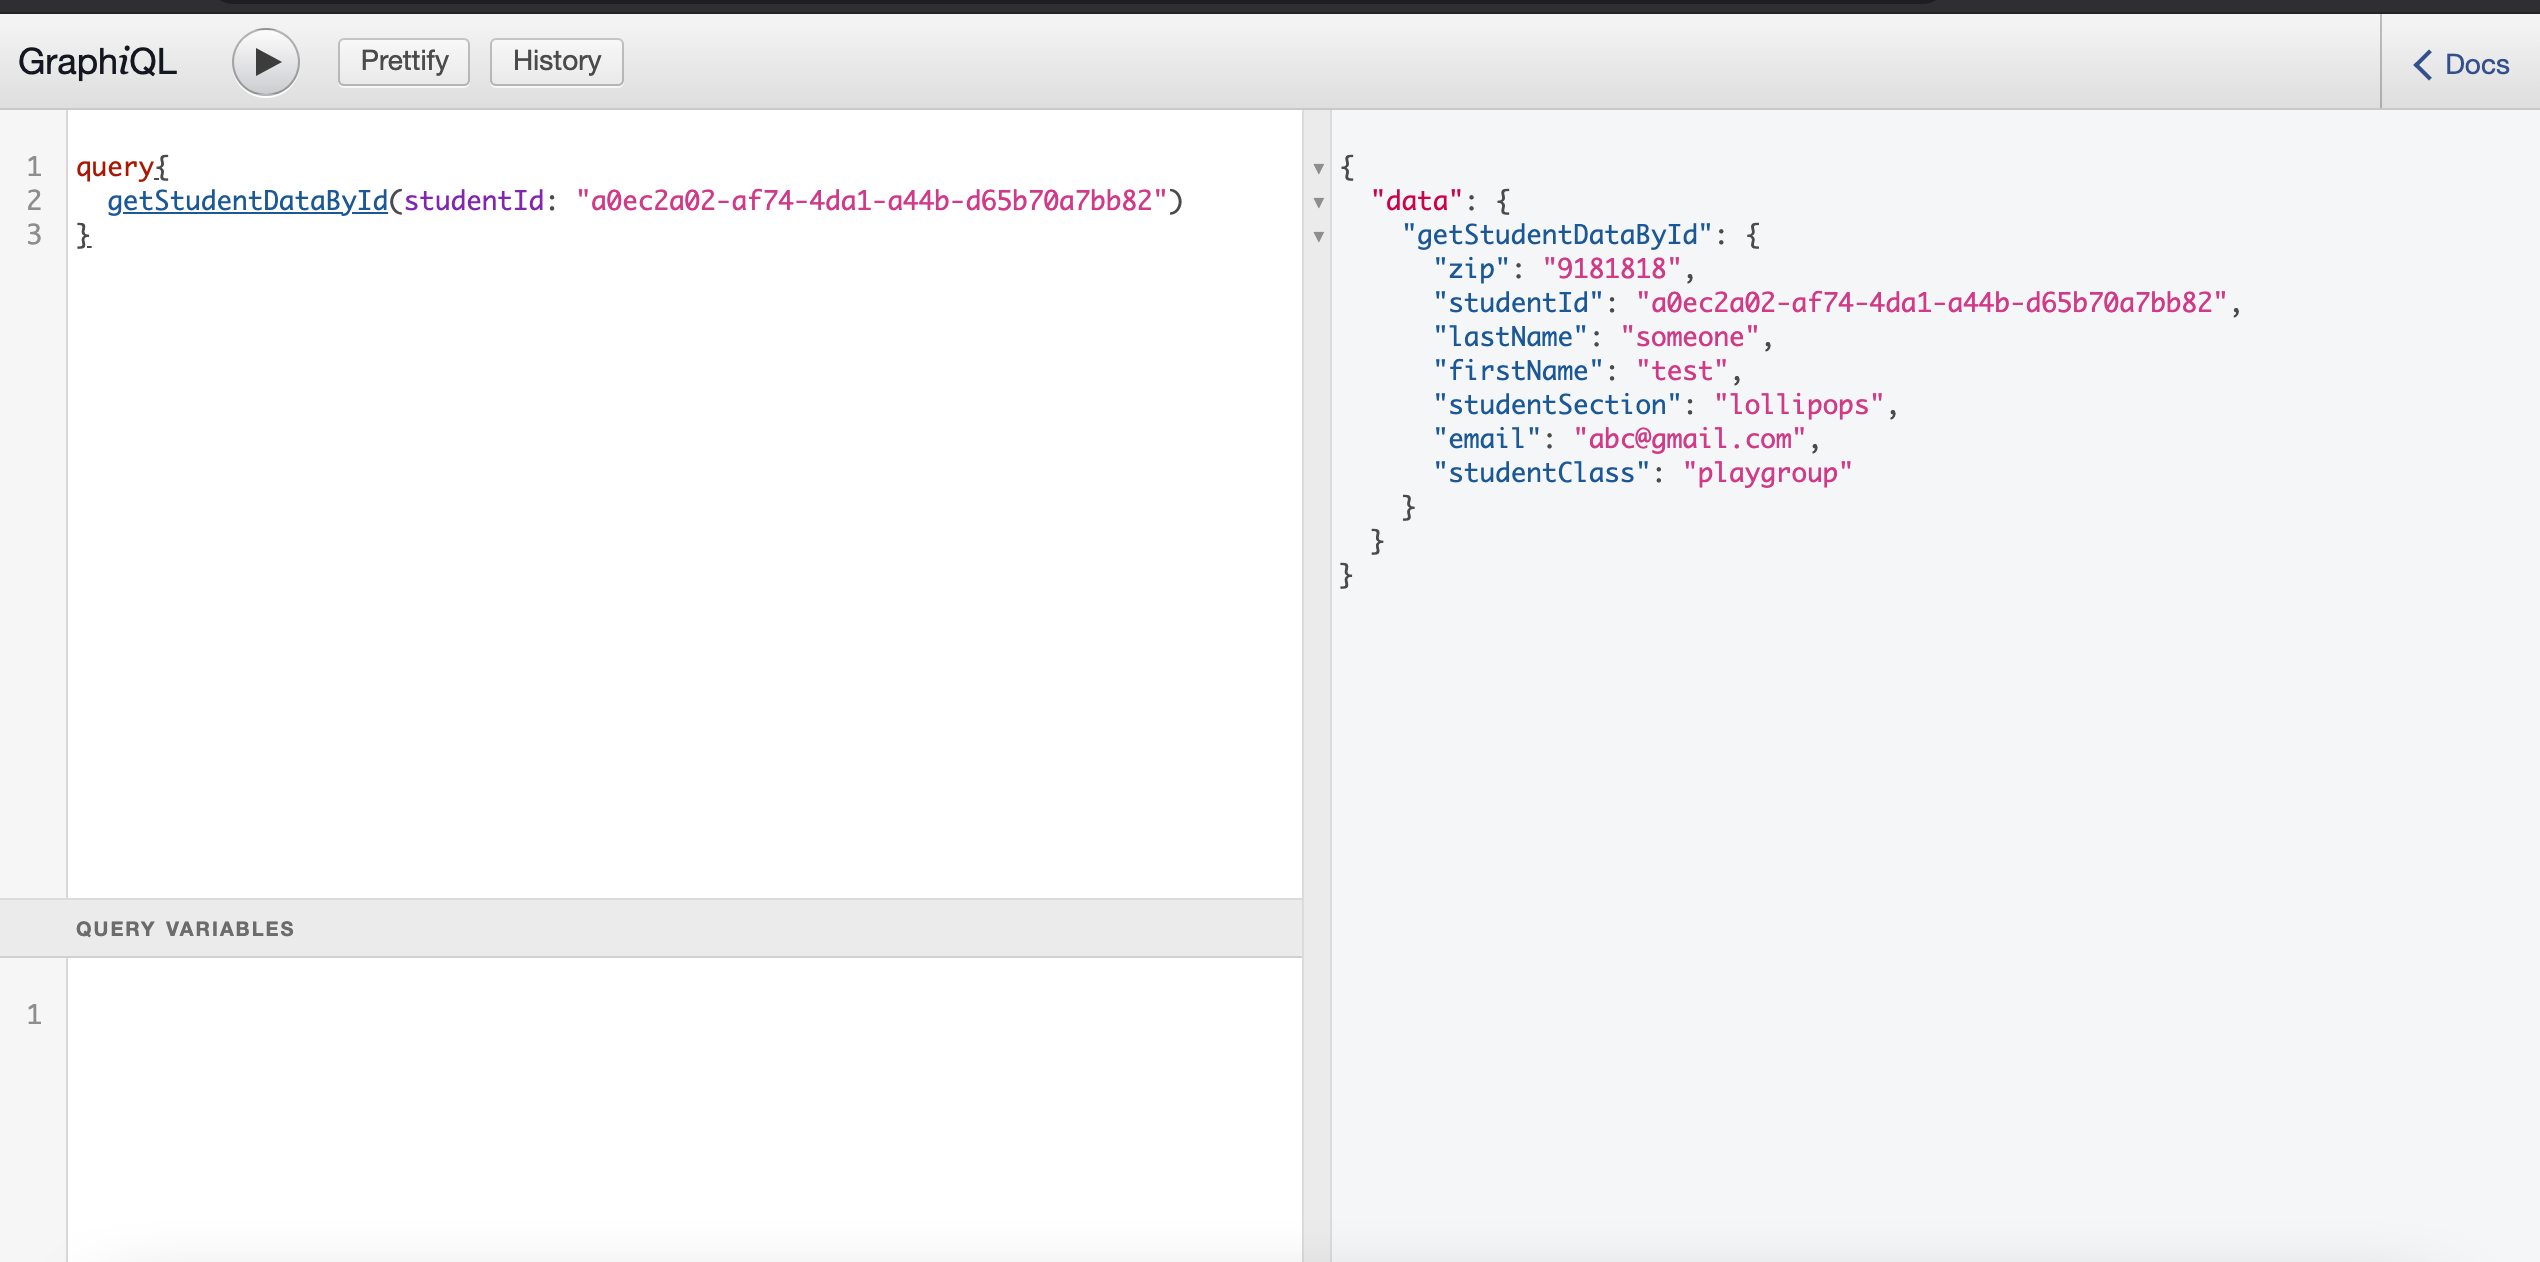 GraphiQL
Prettify
History
Docs
1 query{
2 getStudentDataById(studentId: "a0ec2a02-af74-4da1-a44b-d65b70a7bb82")
3 }
{
"data": {
"getStudentDataById": {
"zip": "9181818",
"studentId": "a0ec2a02-af74-4da1-a44b-d65b70a7bb82",
"lastName": "someone",
"firstName": "test",
"studentSection": "lollipops",
"email": "abc@gmail.com",
"studentClass": "playgroup"
}
}
}
QUERY VARIABLES
1